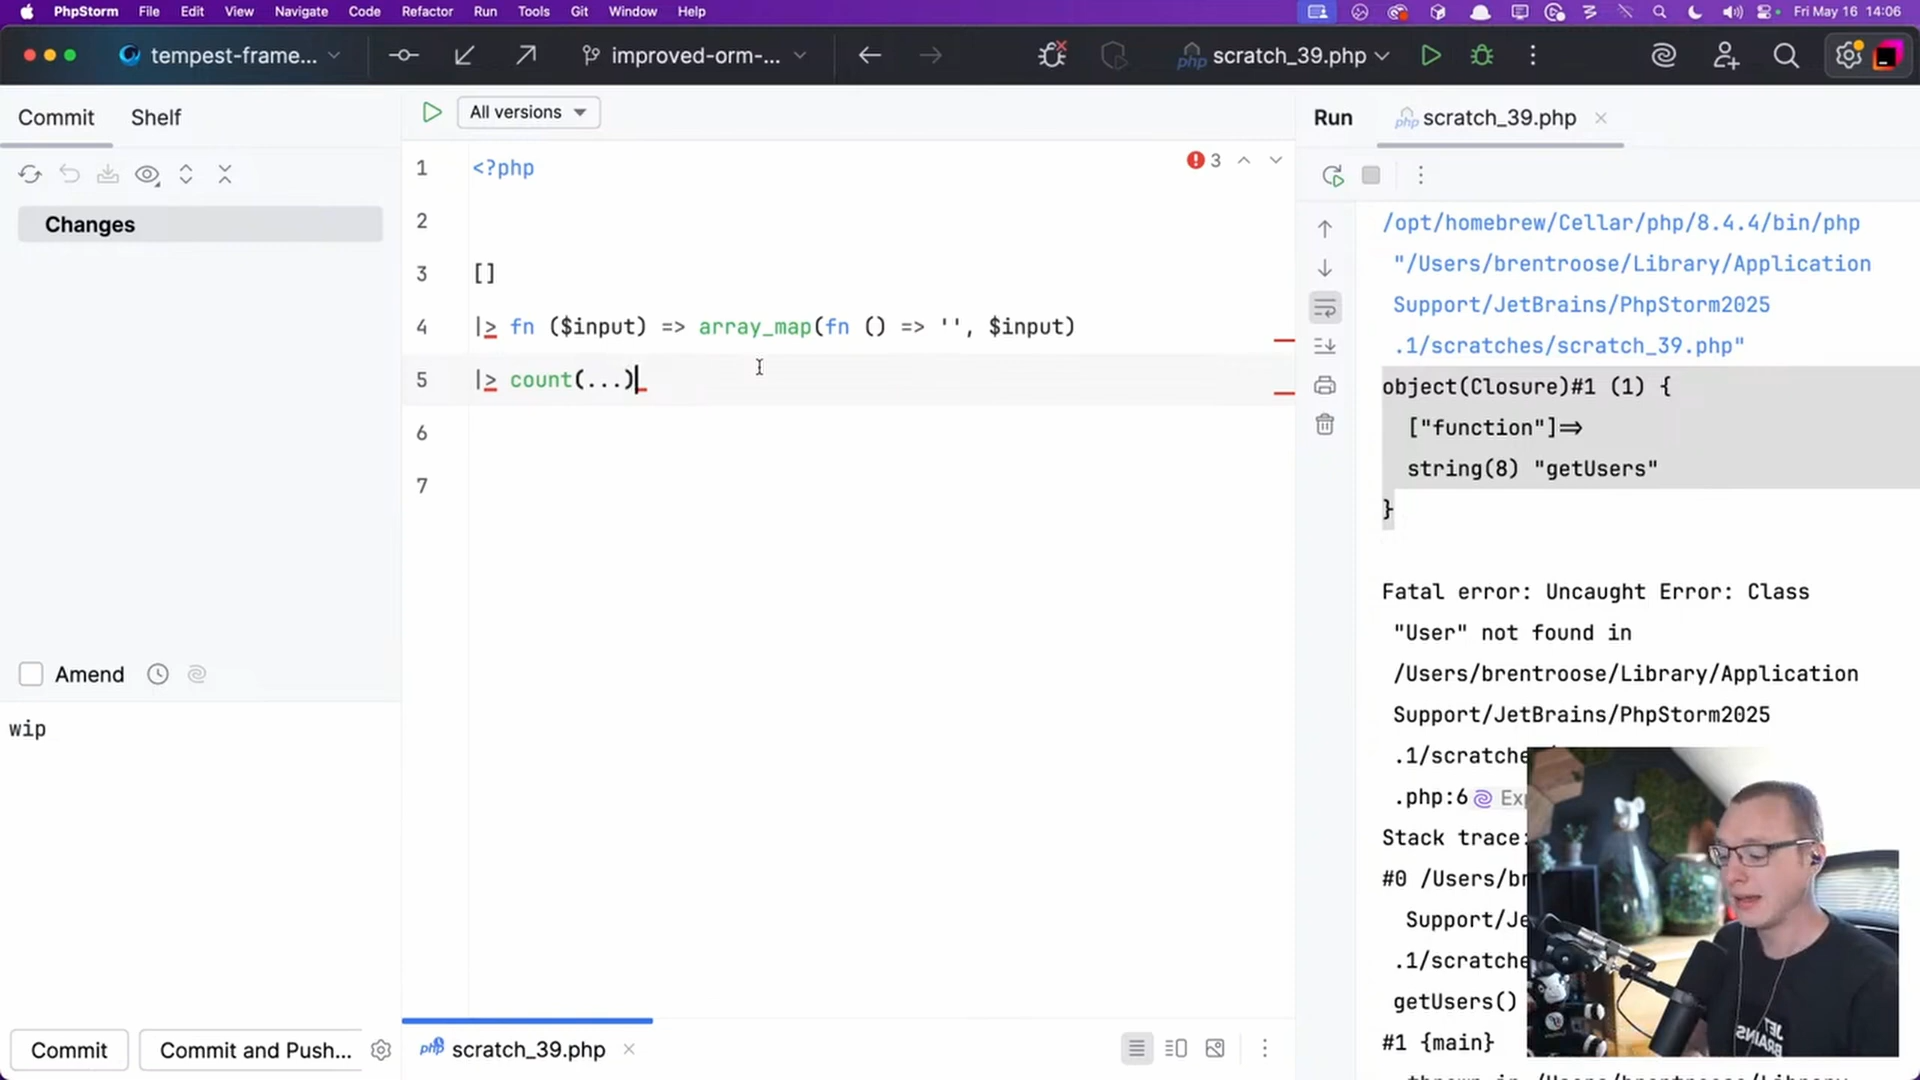 PhpStorm File Edit View Navigate Code Refactor Run Tools Git Window Help Fri May 16 14:06
tempest-frame... improved-orm-... php scratch_39.php
Commit Shelf
All versions
Run php scratch_39.php
Changes
3
1 <?php
2
3 []
4 |> fn ($input) => array_map(fn () => '', $input)
5 |> count(...)
6
7
/opt/homebrew/Cellar/php/8.4.4/bin/php
"/Users/brentroose/Library/Application
Support/JetBrains/PhpStorm2025
.1/scratches/scratch_39.php"
object(Closure)#1 (1) {
["function"]=>
string(8) "getUsers"
}
Fatal error: Uncaught Error: Class
"User" not found in
/Users/brentroose/Library/Application
Support/JetBrains/PhpStorm2025
.1/scratche
.php:6 Exp
Stack trace:
#0 /Users/br
Support/Je
.1/scratche
getUsers()
#1 {main}
Amend
wip
Commit Commit and Push...
php scratch_39.php
JET
BRAINS